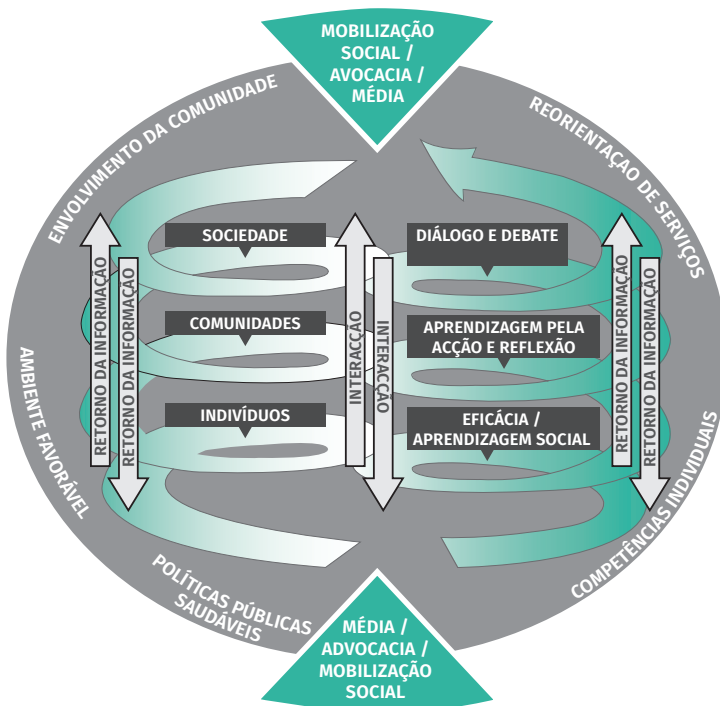 MOBILIZAÇÃO
SOCIAL /
AVOCACIA /
MÉDIA
ENVOLVIMENTO DA COMUNIDADE
REORIENTAÇAO DE SERVIÇOS
SOCIEDADE
DIÁLOGO E DEBATE
COMUNIDADES
APRENDIZAGEM PELA
ACÇÃO E REFLEXÃO
INDIVÍDUOS
EFICÁCIA /
APRENDIZAGEM SOCIAL
RETORNO DA INFORMAÇÃO
RETORNO DA INFORMAÇÃO
INTERACÇÃO
INTERACÇÃO
RETORNO DA INFORMAÇÃO
RETORNO DA INFORMAÇÃO
AMBIENTE FAVORÁVEL
COMPETÊNCIAS INDIVIDUAIS
POLÍTICAS PÚBLICAS
SAUDÁVEIS
MÉDIA /
ADVOCACIA /
MOBILIZAÇÃO
SOCIAL